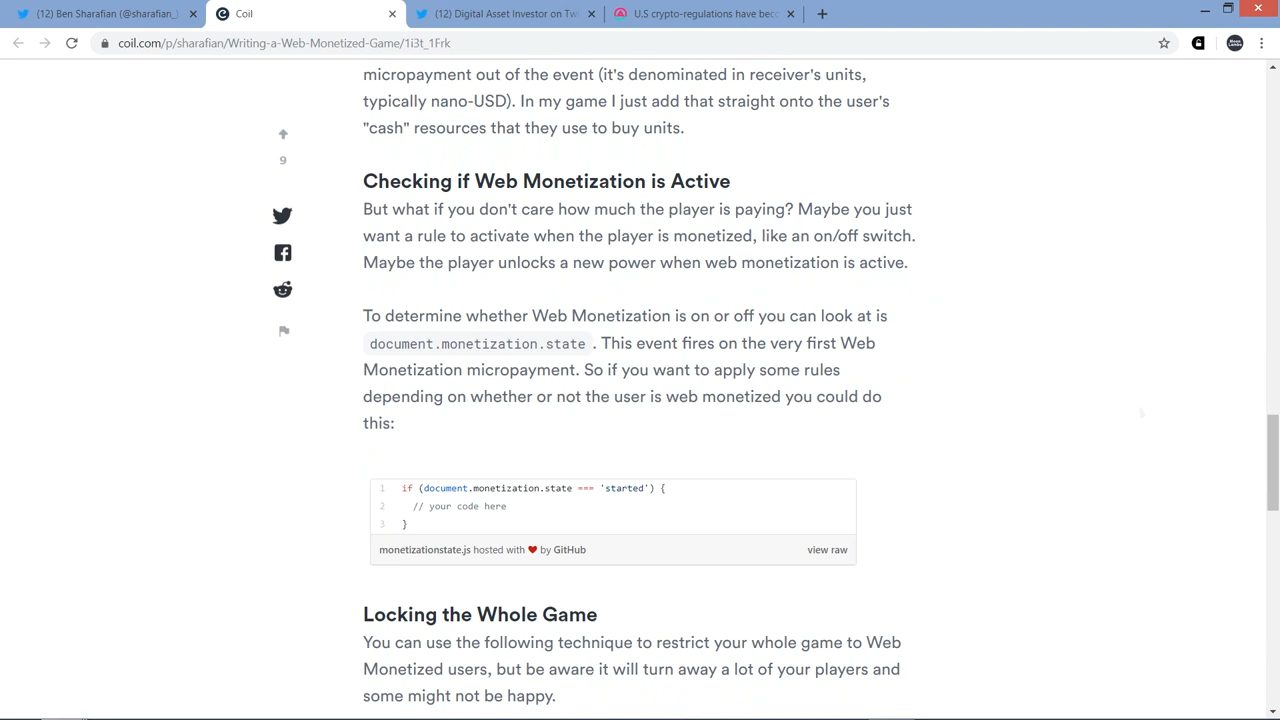 (12) Ben Sharafian (@sharafian_
Coil
(12) Digital Asset Investor on Tw
U.S crypto-regulations have beco
coil.com/p/sharafian/Writing-a-Web-Monetized-Game/1i3t_1Frk
micropayment out of the event (it's denominated in receiver's units,
typically nano-USD). In my game I just add that straight onto the user's
"cash" resources that they use to buy units.
9
Checking if Web Monetization is Active
But what if you don't care how much the player is paying? Maybe you just
want a rule to activate when the player is monetized, like an on/off switch.
Maybe the player unlocks a new power when web monetization is active.
To determine whether Web Monetization is on or off you can look at is
document.monetization.state . This event fires on the very first Web
Monetization micropayment. So if you want to apply some rules
depending on whether or not the user is web monetized you could do
this:
1 if (document.monetization.state === 'started') {
2 // your code here
3 }
monetizationstate.js hosted with ❤ by GitHub view raw
Locking the Whole Game
You can use the following technique to restrict your whole game to Web
Monetized users, but be aware it will turn away a lot of your players and
some might not be happy.